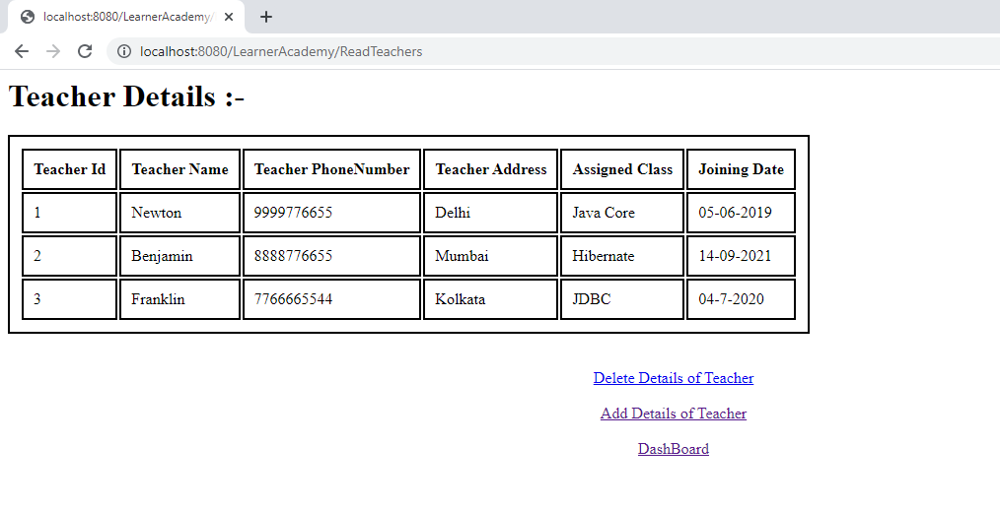 localhost:8080/LearnerAcademy/
localhost:8080/LearnerAcademy/ReadTeachers
Teacher Details :-
Teacher Id Teacher Name Teacher PhoneNumber Teacher Address Assigned Class Joining Date
1 Newton 9999776655 Delhi Java Core 05-06-2019
2 Benjamin 8888776655 Mumbai Hibernate 14-09-2021
3 Franklin 7766665544 Kolkata JDBC 04-7-2020
Delete Details of Teacher
Add Details of Teacher
DashBoard